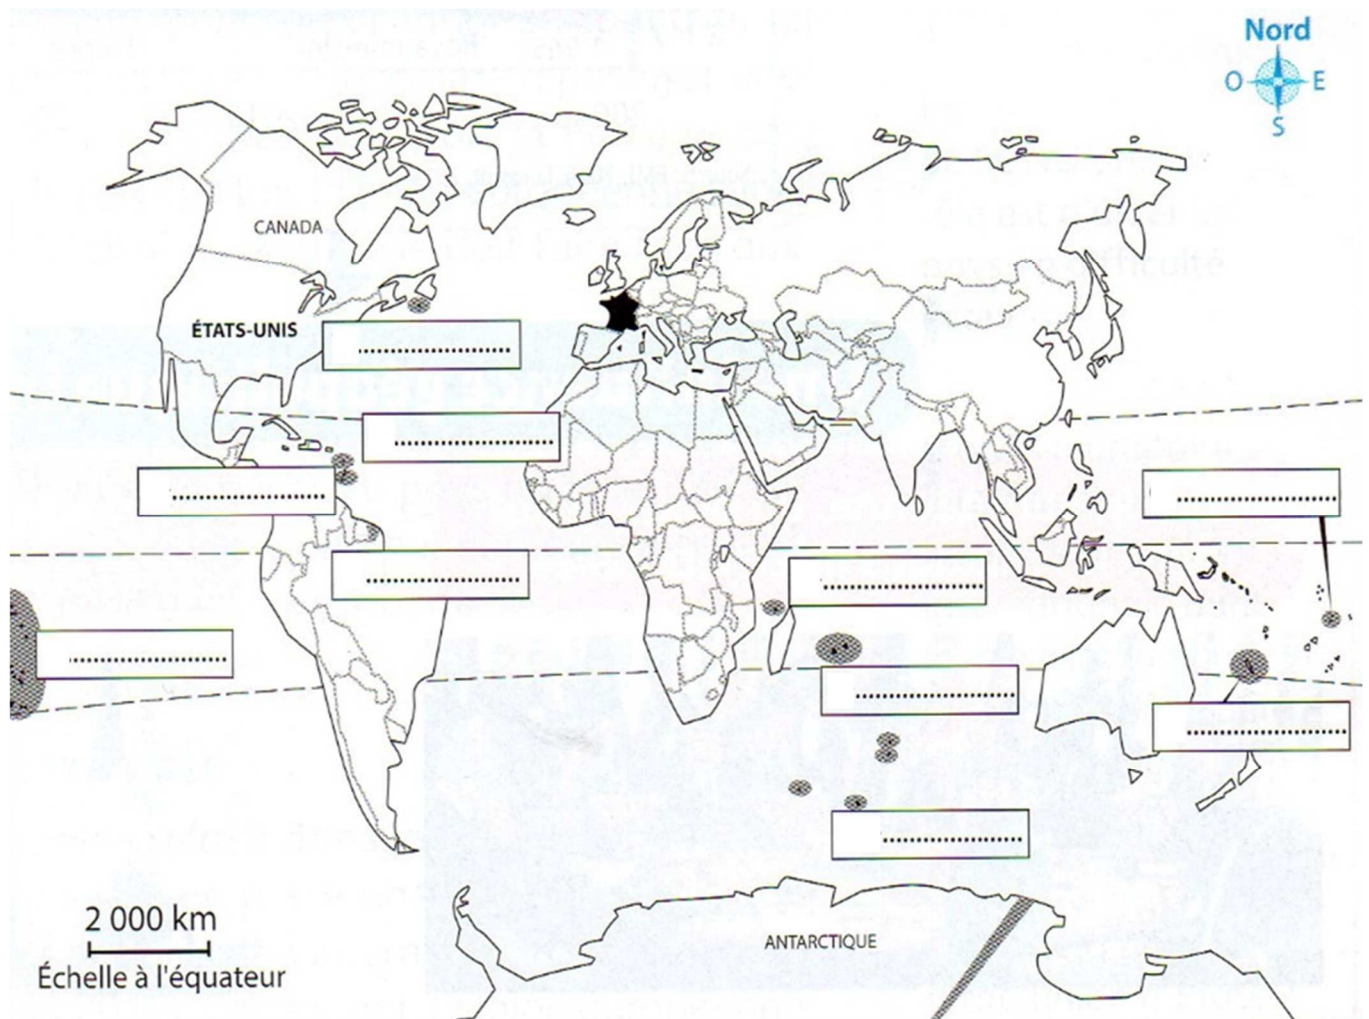 Nord
O E
S
CANADA
ÉTATS-UNIS
2 000 km
Échelle à l'équateur
ANTARCTIQUE